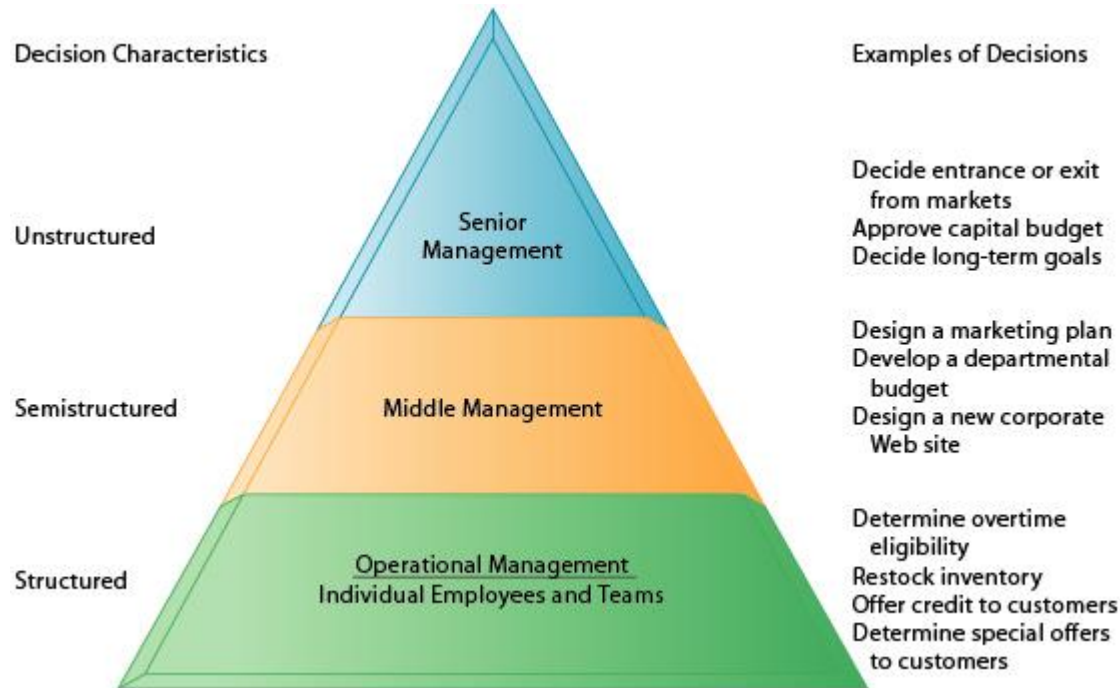 Decision Characteristics
Examples of Decisions
Unstructured
Senior
Management
Decide entrance or exit
from markets
Approve capital budget
Decide long-term goals
Semistructured
Middle Management
Design a marketing plan
Develop a departmental
budget
Design a new corporate
Web site
Structured
Operational Management
Individual Employees and Teams
Determine overtime
eligibility
Restock inventory
Offer credit to customers
Determine special offers
to customers